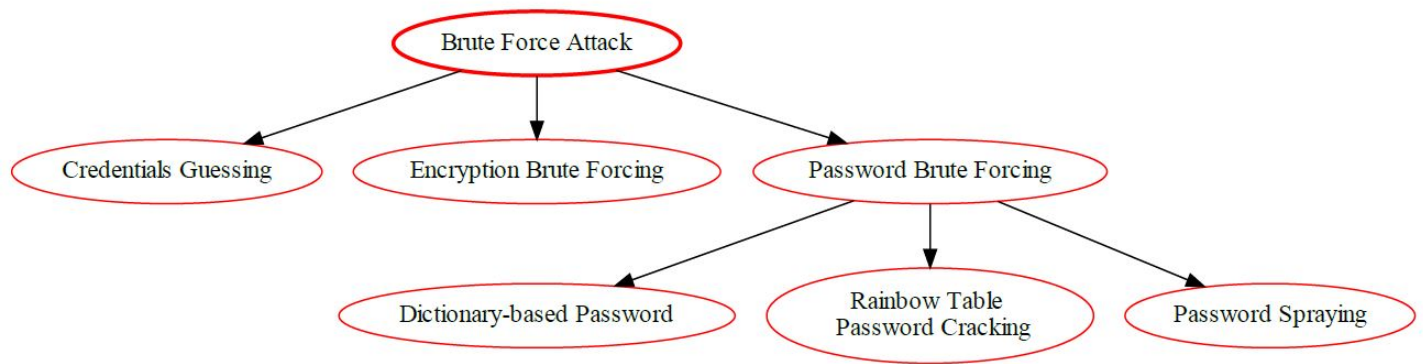 Brute Force Attack
Credentials Guessing
Encryption Brute Forcing
Password Brute Forcing
Dictionary-based Password
Rainbow Table
Password Cracking
Password Spraying